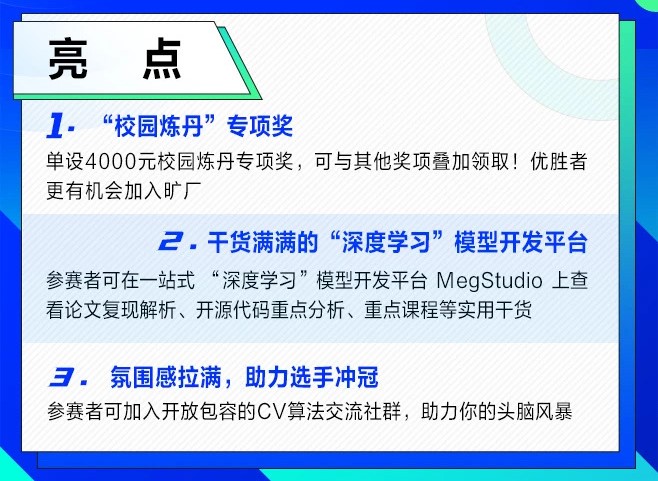 亮 点
1. “校园炼丹”专项奖
单设4000元校园炼丹专项奖，可与其他奖项叠加领取！优胜者
更有机会加入旷厂
2. 干货满满的“深度学习”模型开发平台
参赛者可在一站式 “深度学习”模型开发平台 MegStudio 上查
看论文复现解析、开源代码重点分析、重点课程等实用干货
3. 氛围感拉满，助力选手冲冠
参赛者可加入开放包容的CV算法交流社群，助力你的头脑风暴